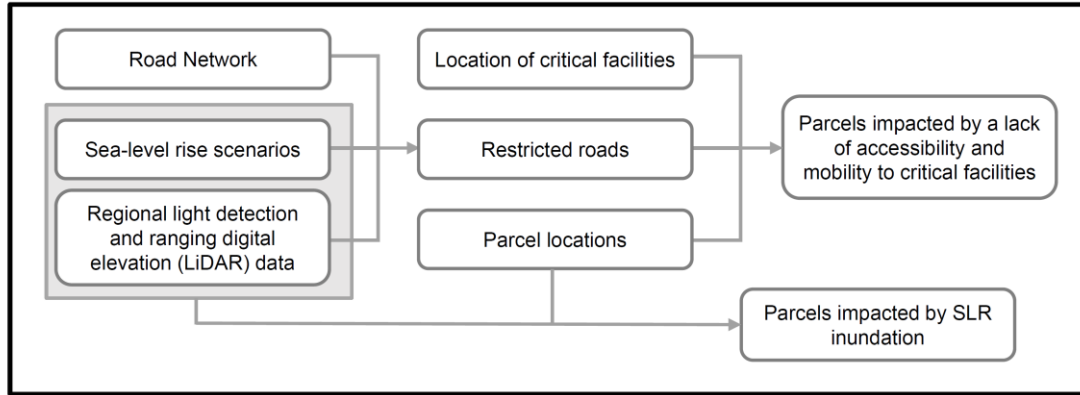 Road Network
Sea-level rise scenarios
Regional light detection
and ranging digital
elevation (LiDAR) data
Location of critical facilities
Restricted roads
Parcel locations
Parcels impacted by a lack
of accessibility and
mobility to critical facilities
Parcels impacted by SLR
inundation